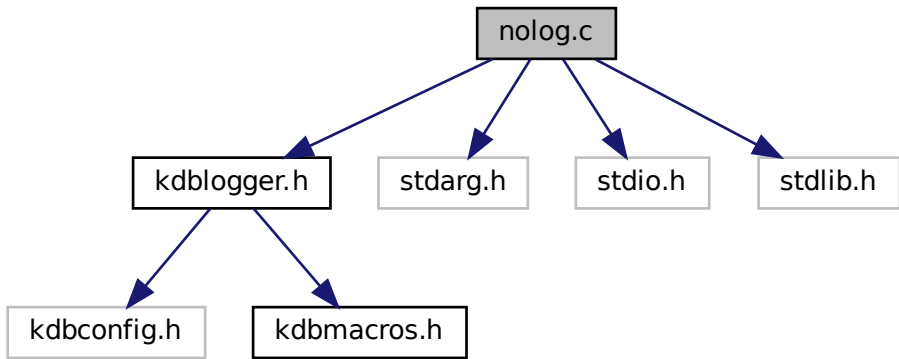 nolog.c
kdblogger.h
stdarg.h
stdio.h
stdlib.h
kdbconfig.h
kdbmacros.h